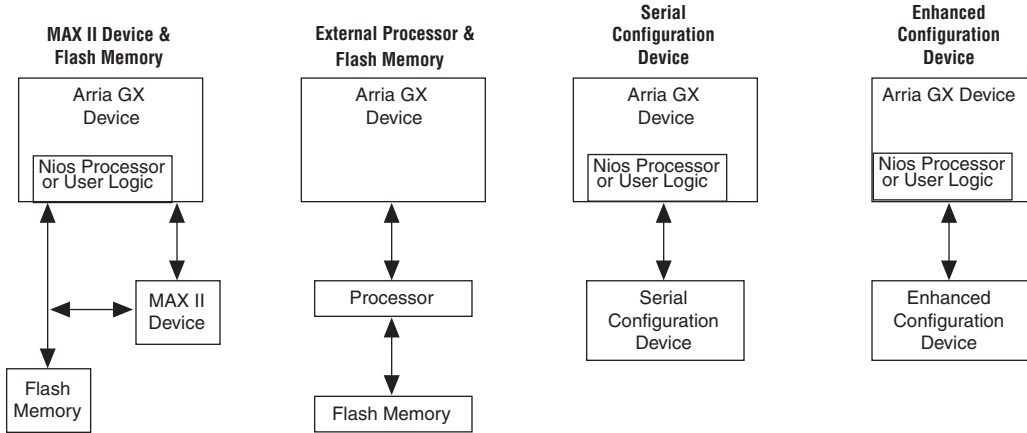 MAX II Device &
Flash Memory
Arria GX
Device
Nios Processor
or User Logic
MAX II
Device
Flash
Memory
External Processor &
Flash Memory
Arria GX
Device
Processor
Flash Memory
Serial
Configuration
Device
Arria GX
Device
Nios Processor
or User Logic
Serial
Configuration
Device
Enhanced
Configuration
Device
Arria GX Device
Nios Processor
or User Logic
Enhanced
Configuration
Device